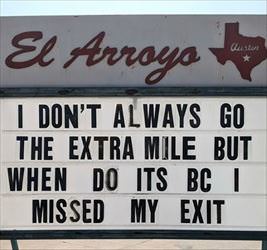 El Arroyo
Austin
I DON'T ALWAYS GO
THE EXTRA MILE BUT
WHEN DO ITS BC I
MISSED MY EXIT